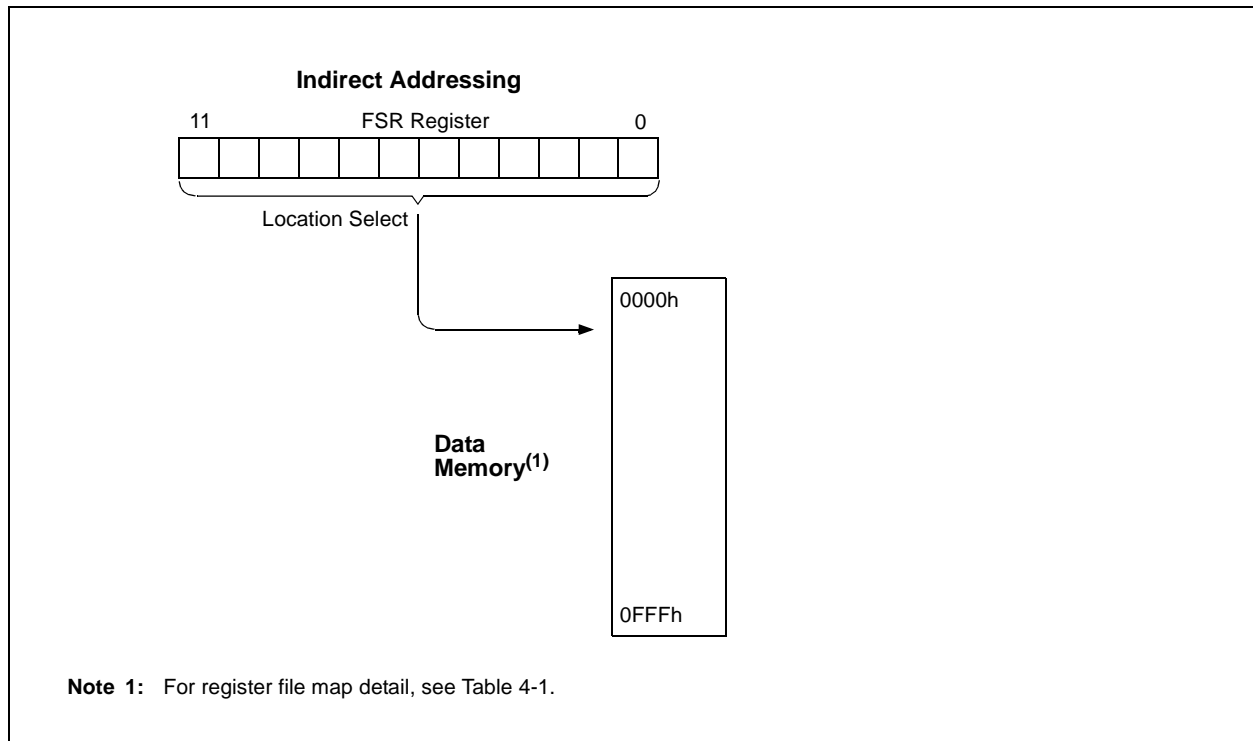 Indirect Addressing
11 FSR Register 0
Location Select
0000h
Data
Memory(1)
0FFFh
Note 1: For register file map detail, see Table 4-1.